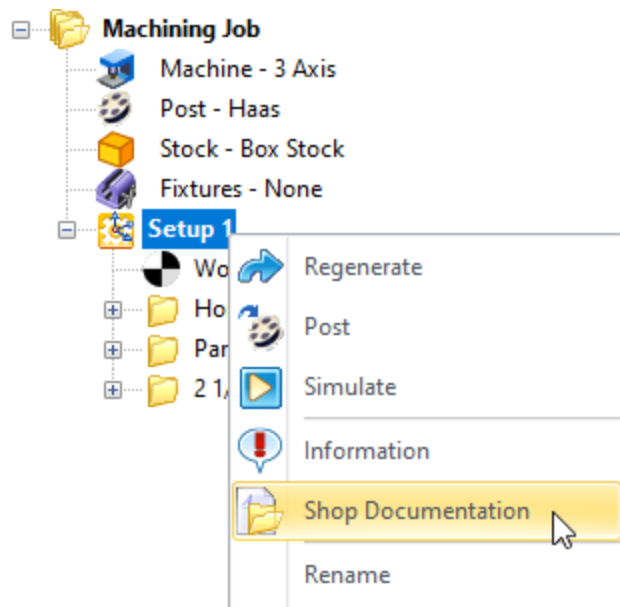 Machining Job
Machine - 3 Axis
Post - Haas
Stock - Box Stock
Fixtures - None
Setup 1
Regenerate
Post
Simulate
Information
Shop Documentation
Rename